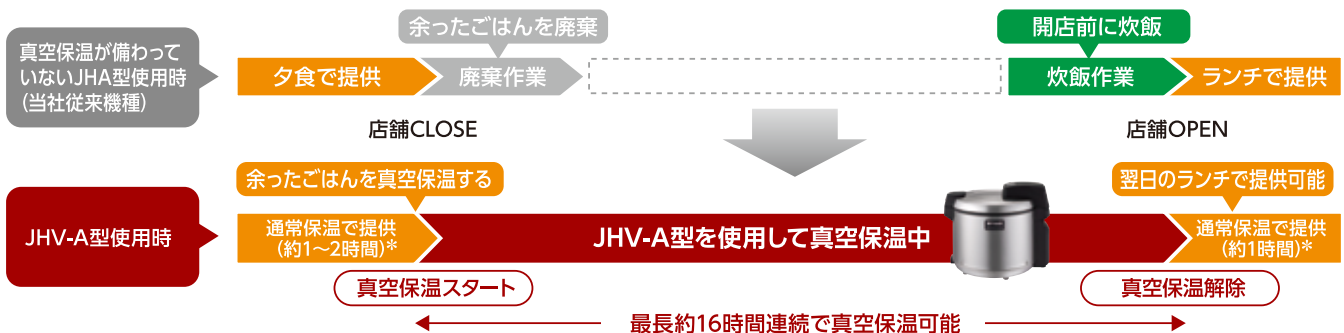 余ったごはんを廃棄
開店前に炊飯
真空保温が備わって
いないJHA型使用時
(当社従来機種)
夕食で提供
廃棄作業
炊飯作業
ランチで提供
店舗CLOSE
店舗OPEN
余ったごはんを真空保温する
翌日のランチで提供可能
JHV-A型使用時
通常保温で提供
(約1〜2時間)*
JHV-A型を使用して真空保温中
通常保温で提供
(約1時間)*
真空保温スタート
真空保温解除
最長約16時間連続で真空保温可能